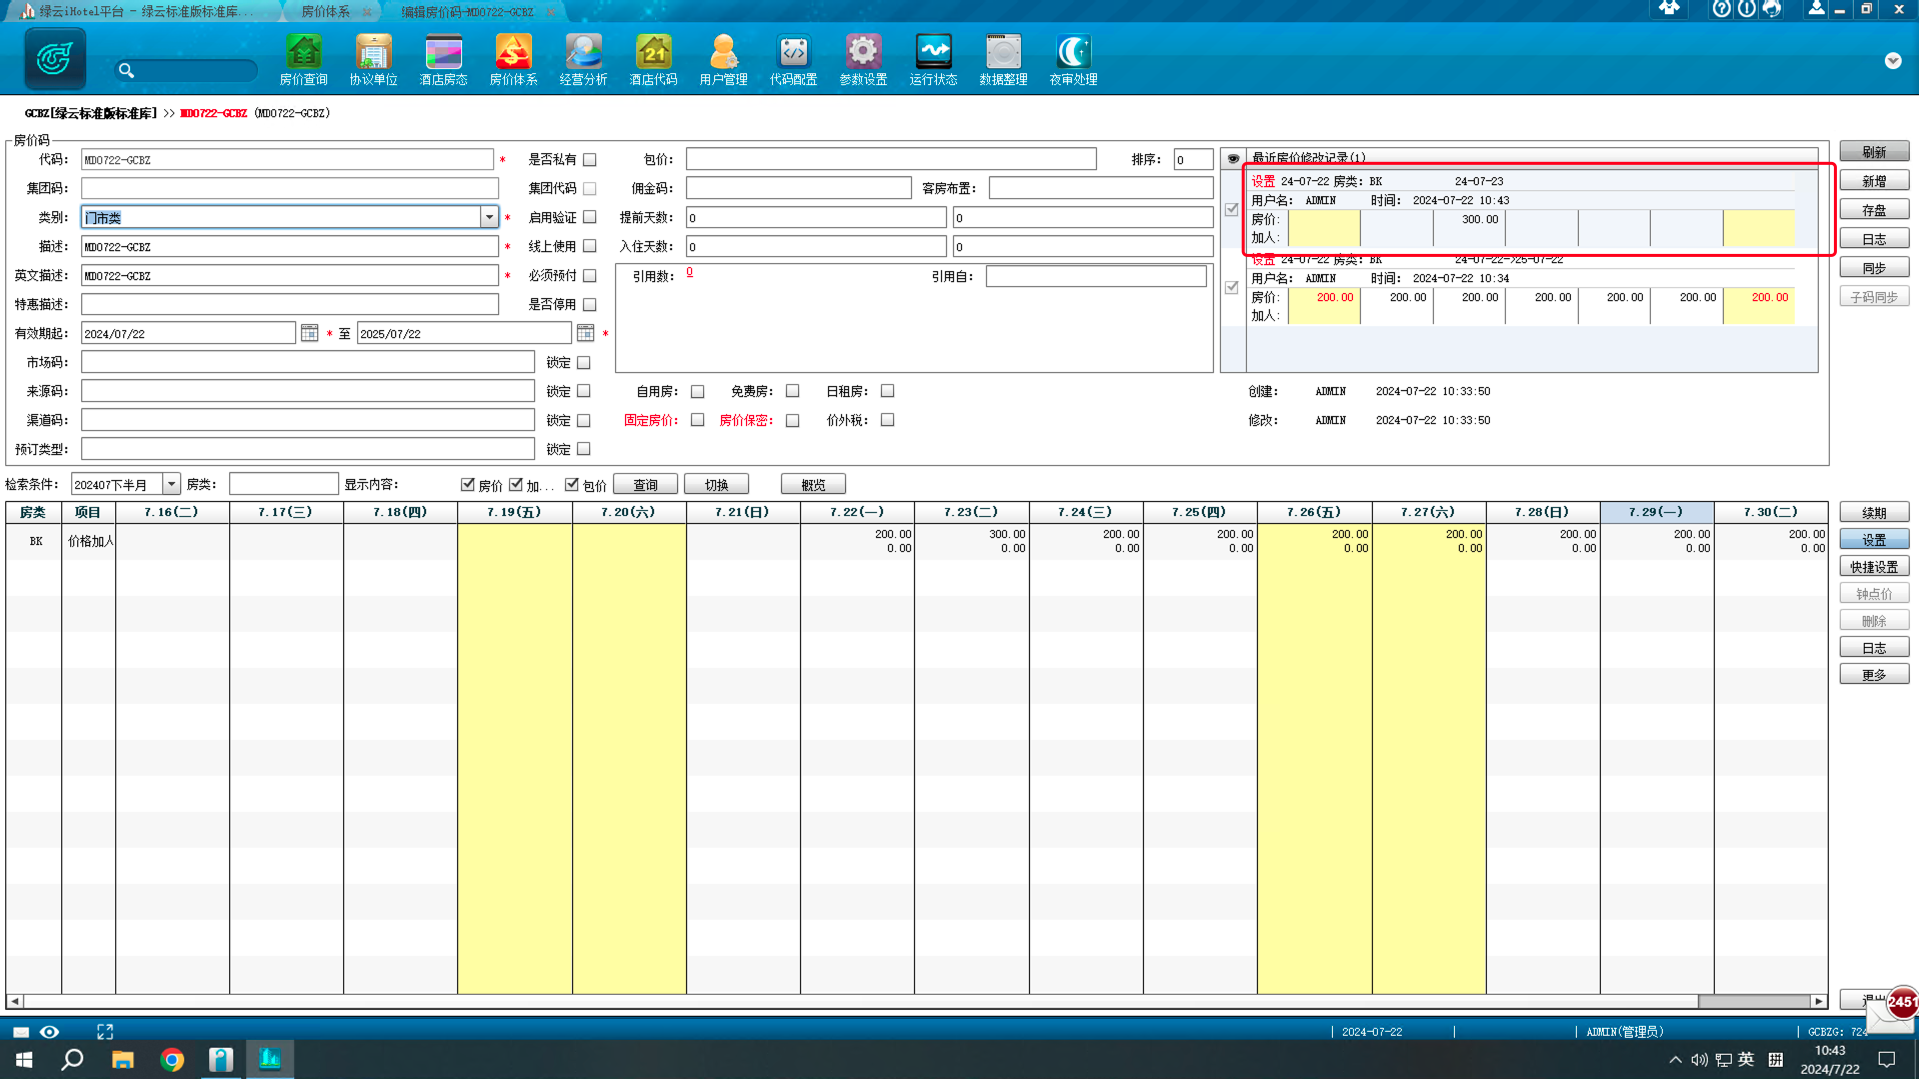 绿云iHotel平台 - 绿云标准版标准库... 房价体系 编辑房价码-MD0722-GCBZ
房价查询 协议单位 酒店房态 房价体系 经营分析 酒店代码 用户管理 代码配置 参数设置 运行状态 数据整理 夜审处理
GCBZ[绿云标准版标准库] >> MD0722-GCBZ (MD0722-GCBZ)
房价码
代码: MD0722-GCBZ * 是否私有 包价: 排序: 0 最近房价修改记录(1) 刷新
集团码: 集团代码 佣金码: 客房布置: 设置 24-07-22 房类: BK 24-07-23 新增
用户名: ADMIN 时间: 2024-07-22 10:43
类别: 门市类 * 启用验证 提前天数: 0 0 房价: 300.00 存盘
加人: 日志
描述: MD0722-GCBZ * 线上使用 入住天数: 0 0
设置 24-07-22 房类: BK 24-07-22->25-07-22
英文描述: MD0722-GCBZ * 必须预付 引用数: 0 引用自: 用户名: ADMIN 时间: 2024-07-22 10:34 同步
特惠描述: 是否停用 房价: 200.00 200.00 200.00 200.00 200.00 200.00 200.00 子码同步
加人:
有效期起: 2024/07/22 * 至 2025/07/22 *
市场码: 锁定
来源码: 锁定 自用房: 免费房: 日租房: 创建: ADMIN 2024-07-22 10:33:50
渠道码: 锁定 固定房价: 房价保密: 价外税: 修改: ADMIN 2024-07-22 10:33:50
预订类型: 锁定
检索条件: 202407下半月 房类: 显示内容: 房价 加... 包价 查询 切换 概览
房类 项目 7.16(二) 7.17(三) 7.18(四) 7.19(五) 7.20(六) 7.21(日) 7.22(一) 7.23(二) 7.24(三) 7.25(四) 7.26(五) 7.27(六) 7.28(日) 7.29(一) 7.30(二) 续期
BK 价格加人 200.00 300.00 200.00 200.00 200.00 200.00 200.00 200.00 200.00 设置
0.00 0.00 0.00 0.00 0.00 0.00 0.00 0.00 0.00
快捷设置
钟点价
删除
日志
更多
2451
2024-07-22 ADMIN(管理员) GCBZG: 724
英 拼 10:43
2024/7/22